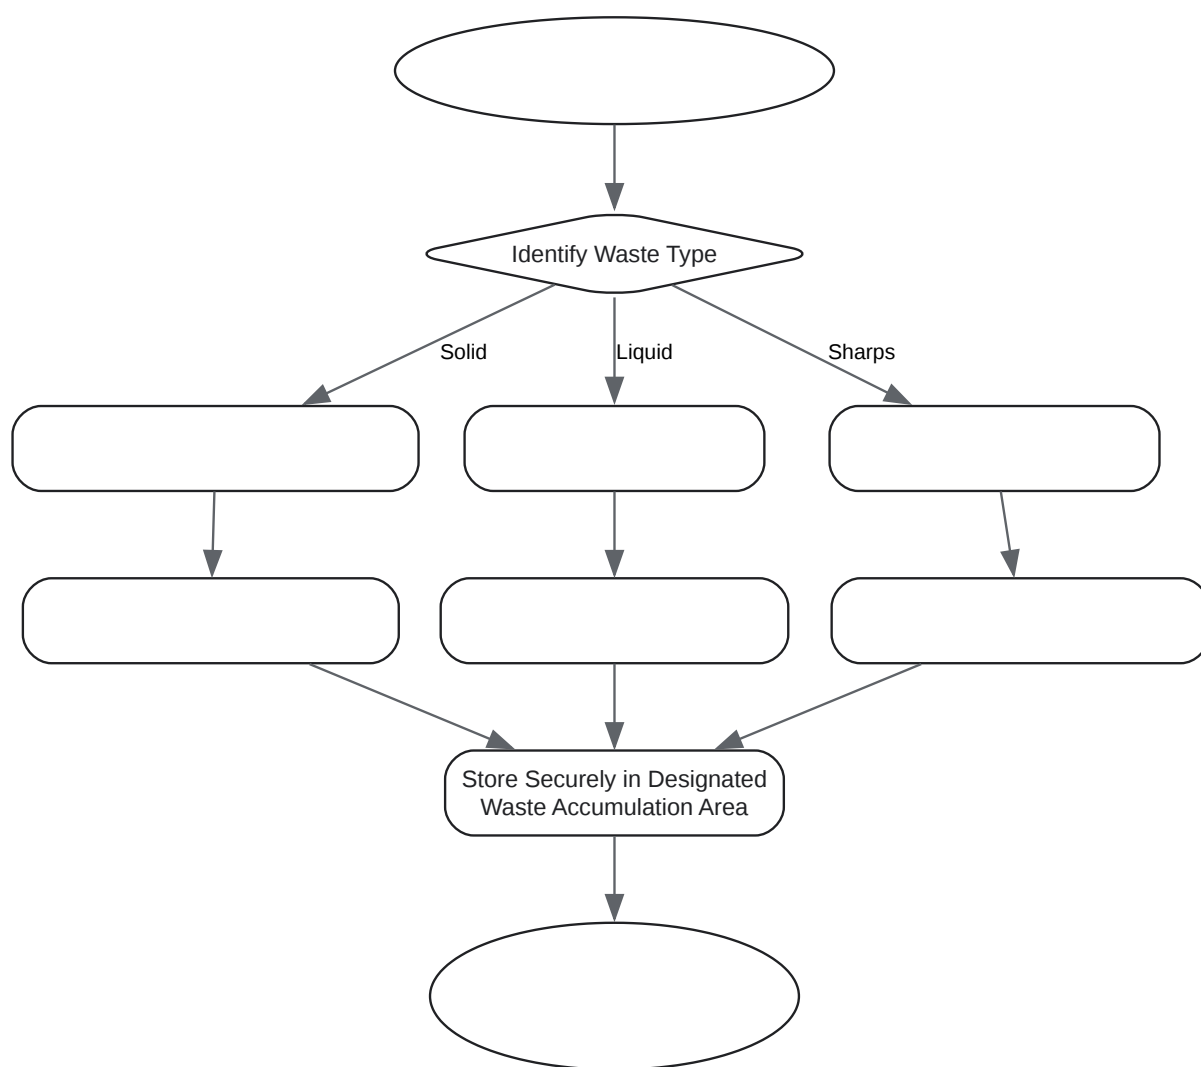 Identify Waste Type
Solid
Liquid
Sharps
Store Securely in Designated
Waste Accumulation Area